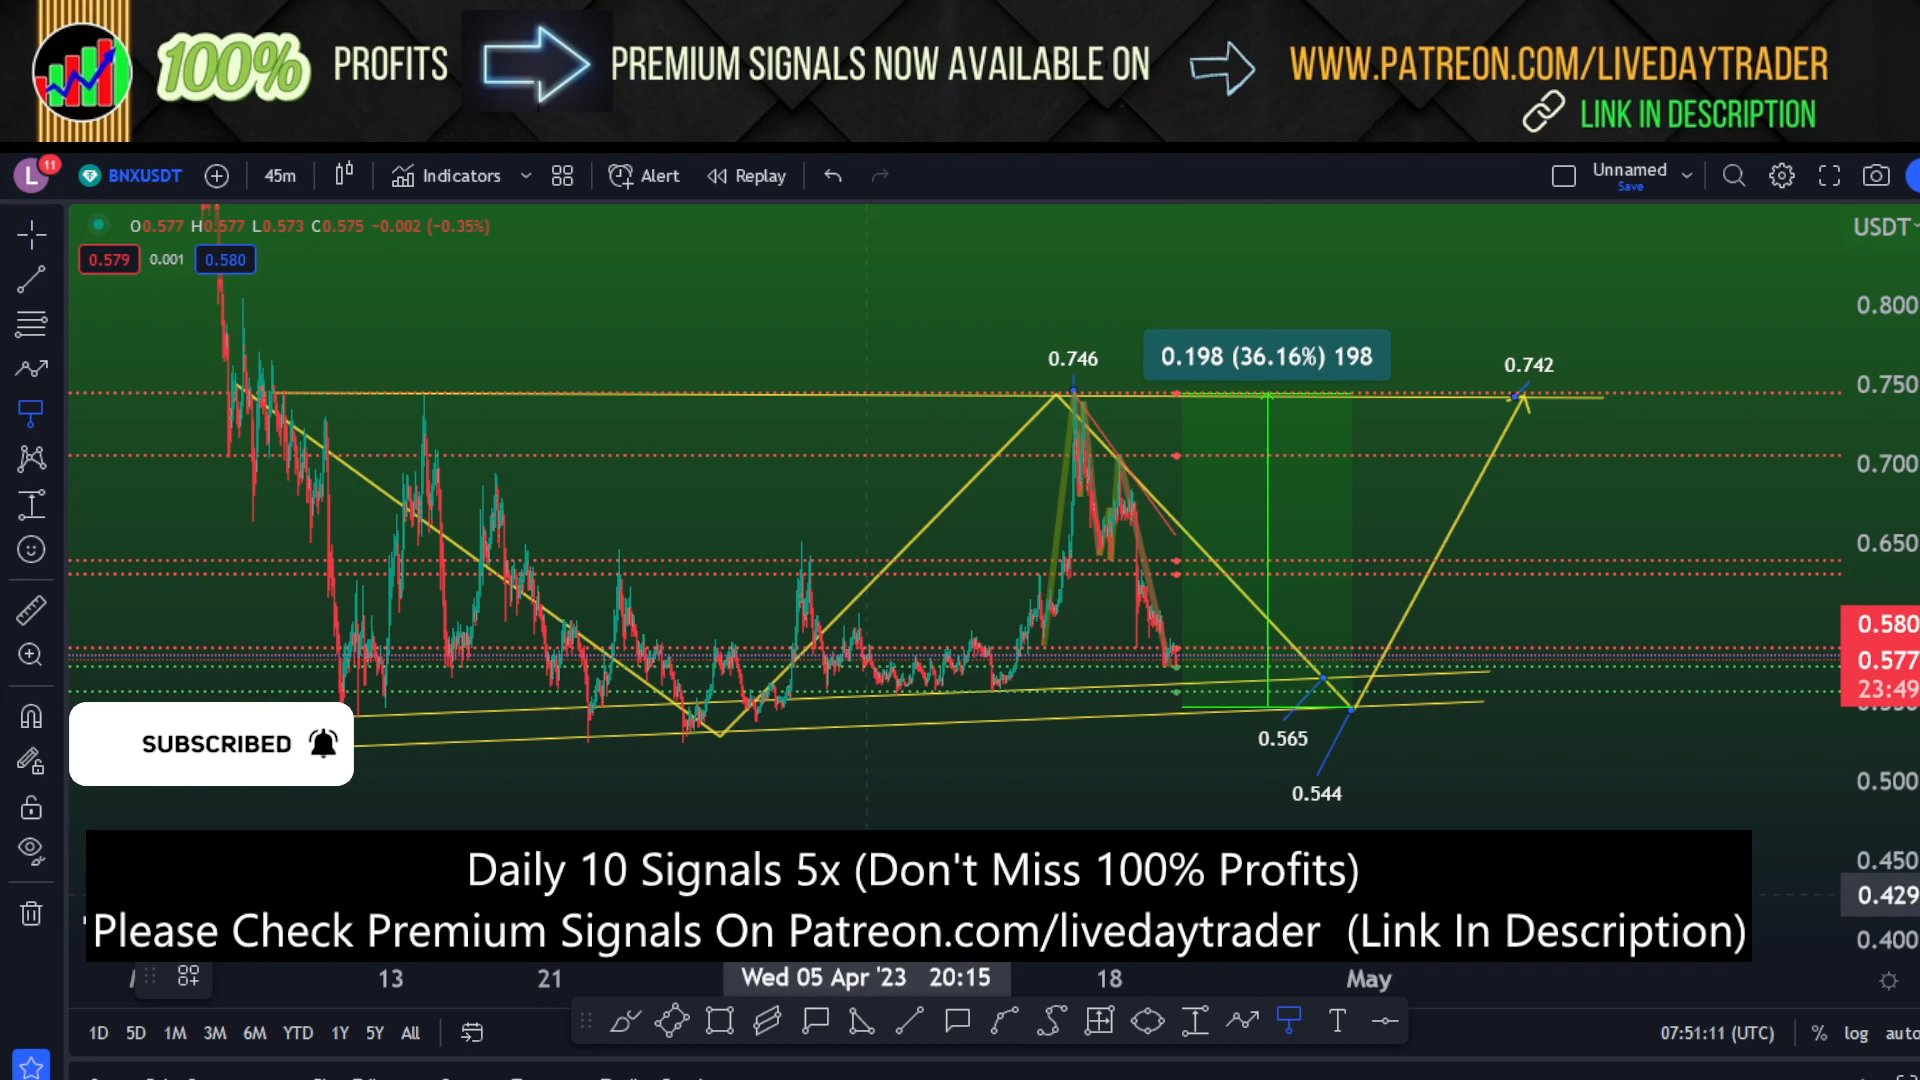 100% PROFITS PREMIUM SIGNALS NOW AVAILABLE ON WWW.PATREON.COM/LIVEDAYTRADER
LINK IN DESCRIPTION
L 11 BNXUSDT 45m Indicators Alert Replay Unnamed
Save
O0.577 H0.577 L0.573 C0.575 −0.002 (−0.35%) USDT
0.579 0.001 0.580
0.800
0.746 0.198 (36.16%) 198 0.742
0.750
0.700
0.650
0.580
0.577
23:49
SUBSCRIBED 0.565
0.544
0.500
0.450
0.429
0.400
Daily 10 Signals 5x (Don't Miss 100% Profits)
Please Check Premium Signals On Patreon.com/livedaytrader (Link In Description)
13 21 Wed 05 Apr '23 20:15 18 May
1D 5D 1M 3M 6M YTD 1Y 5Y All T 07:51:11 (UTC) % log auto